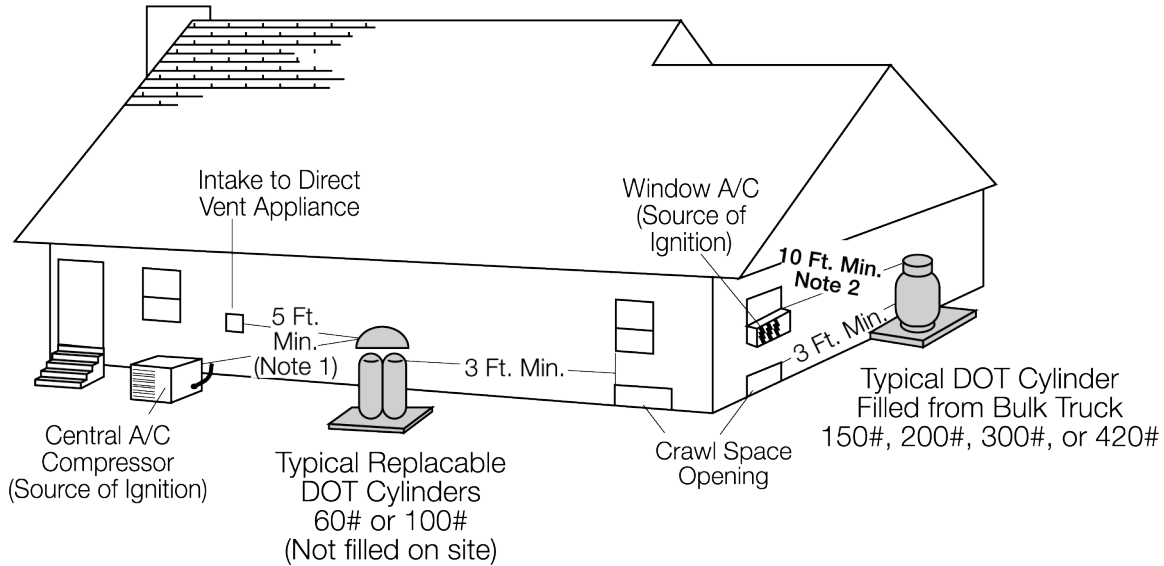 Intake to Direct
Vent Appliance
Window A/C
(Source of
Ignition)
10 Ft. Min.
Note 2
5 Ft.
Min.
(Note 1)
3 Ft. Min.
3 Ft. Min.
Central A/C
Compressor
(Source of Ignition)
Typical Replacable
DOT Cylinders
60# or 100#
(Not filled on site)
Crawl Space
Opening
Typical DOT Cylinder
Filled from Bulk Truck
150#, 200#, 300#, or 420#